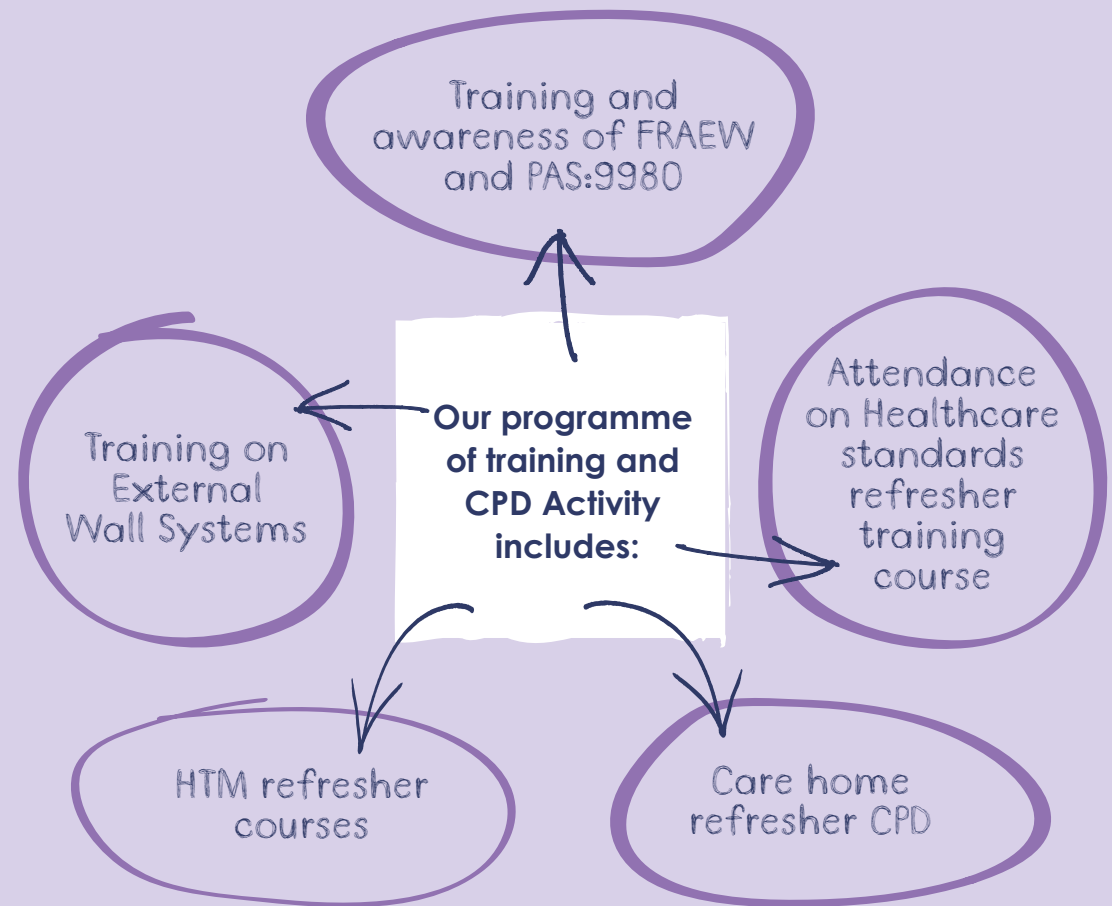 Training and
awareness of FRAEW
and PAS:9980
Our programme
of training and
CPD Activity
includes:
Training on
External
Wall Systems
Attendance
on Healthcare
standards
refresher
training
course
HTM refresher
courses
Care home
refresher CPD